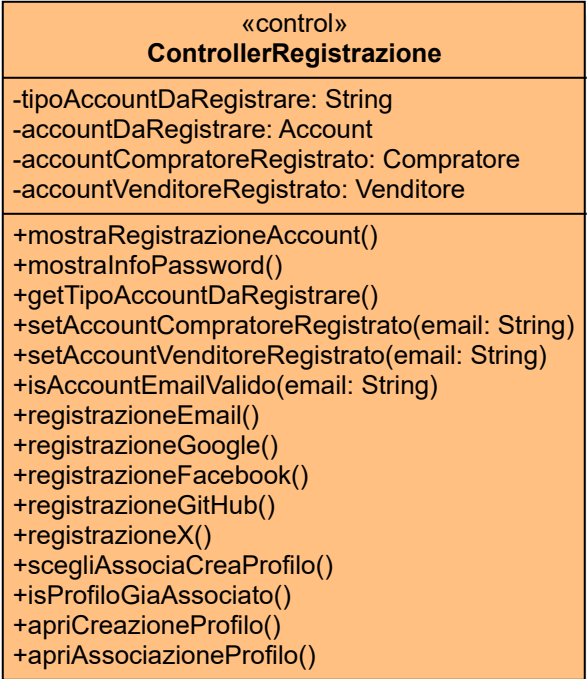 «control»
ControllerRegistrazione
-tipoAccountDaRegistrare: String
-accountDaRegistrare: Account
-accountCompratoreRegistrato: Compratore
-accountVenditoreRegistrato: Venditore
+mostraRegistrazioneAccount()
+mostraInfoPassword()
+getTipoAccountDaRegistrare()
+setAccountCompratoreRegistrato(email: String)
+setAccountVenditoreRegistrato(email: String)
+isAccountEmailValido(email: String)
+registrazioneEmail()
+registrazioneGoogle()
+registrazioneFacebook()
+registrazioneGitHub()
+registrazioneX()
+scegliAssociaCreaProfilo()
+isProfiloGiaAssociato()
+apriCreazioneProfilo()
+apriAssociazioneProfilo()